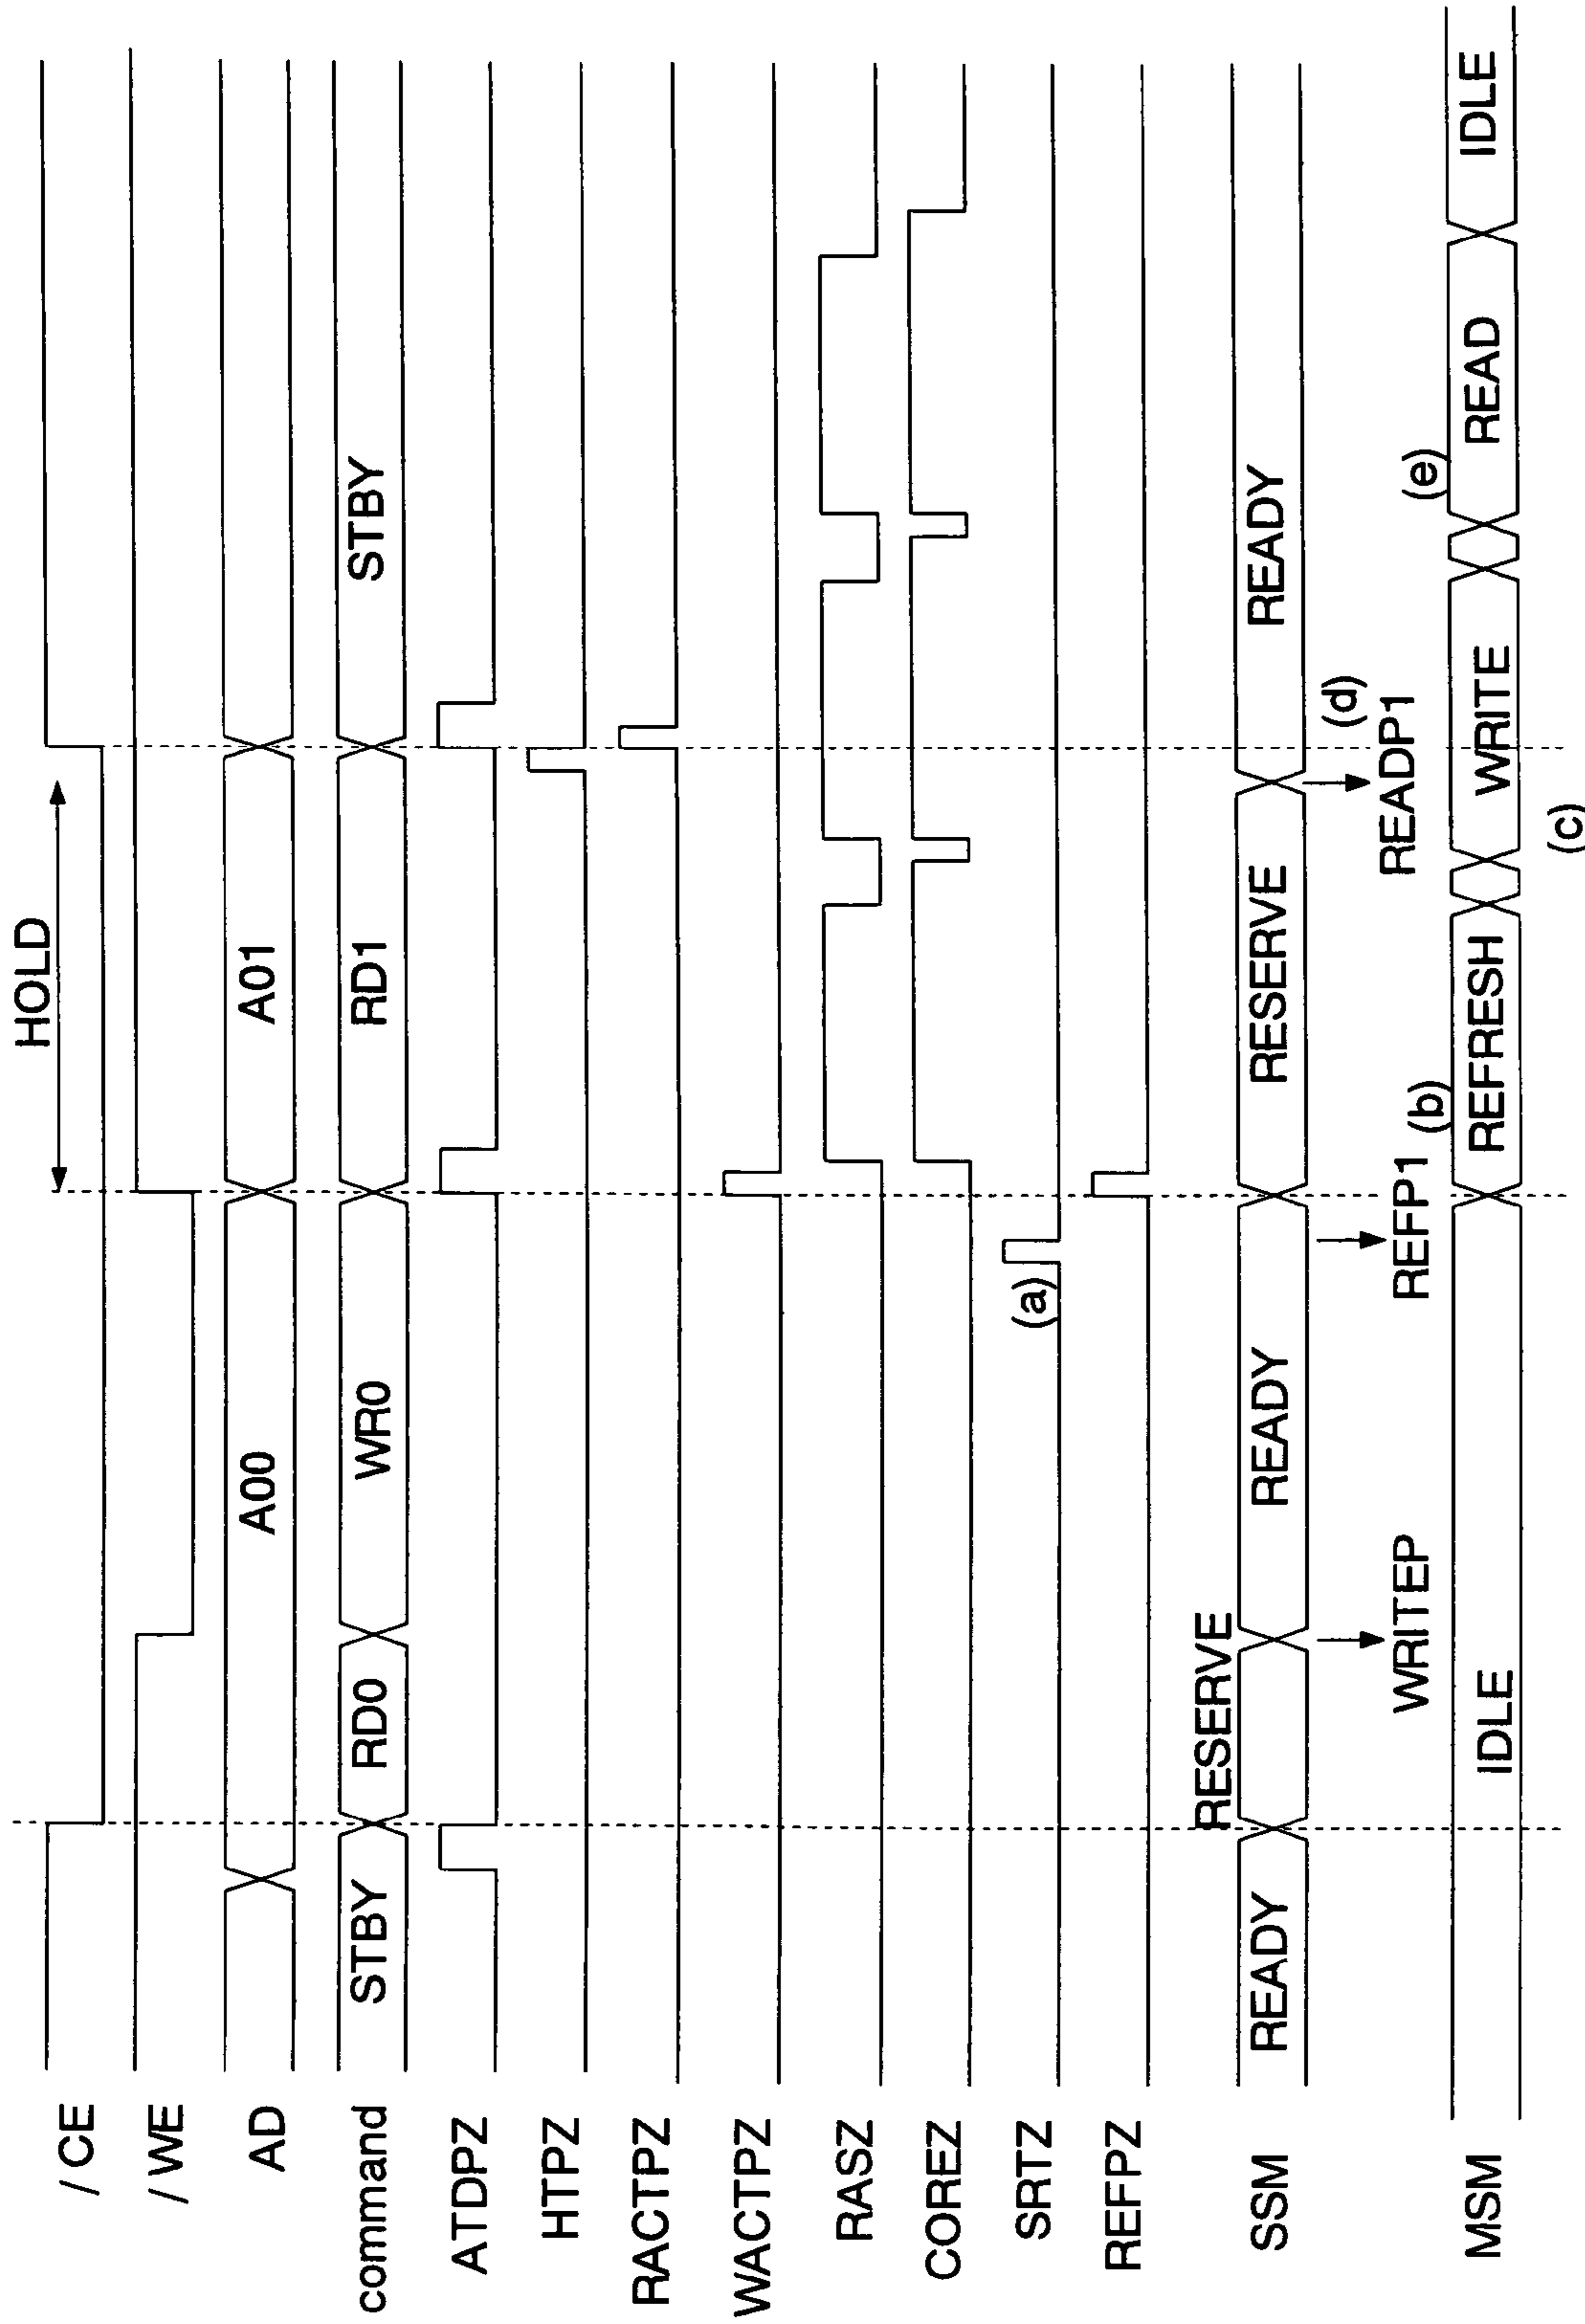 HOLD
/ CE
/ WE
AD A00 A01
command STBY RD0 WR0 RD1 STBY
ATDPZ
HTPZ
RACTPZ
WACTPZ
RASZ
COREZ
SRTZ (a)
REFPZ
RESERVE
SSM READY READY RESERVE READY
(d)
WRITEP REFP1 READP1
(b) (e)
MSM IDLE REFRESH WRITE READ IDLE
(c)